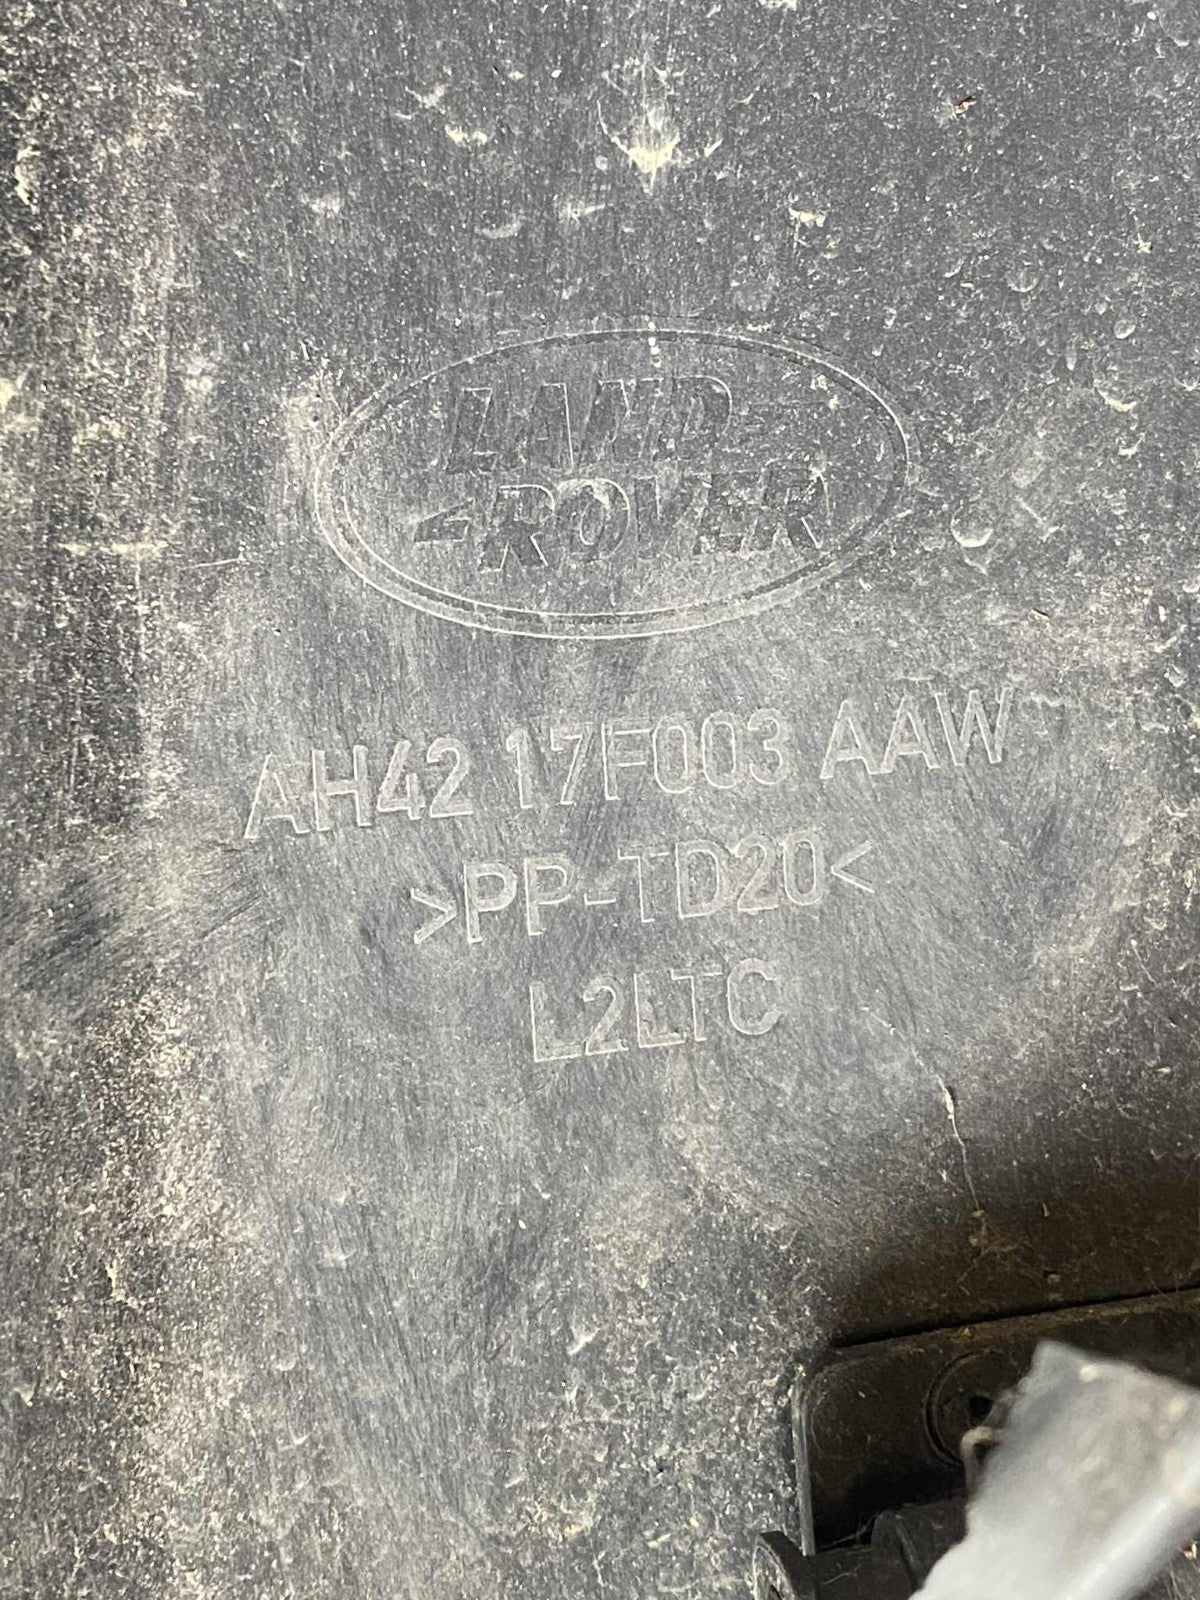 LAND
ROVER
AH42 17F003 AAW
>PP-TD20<
L2LTC